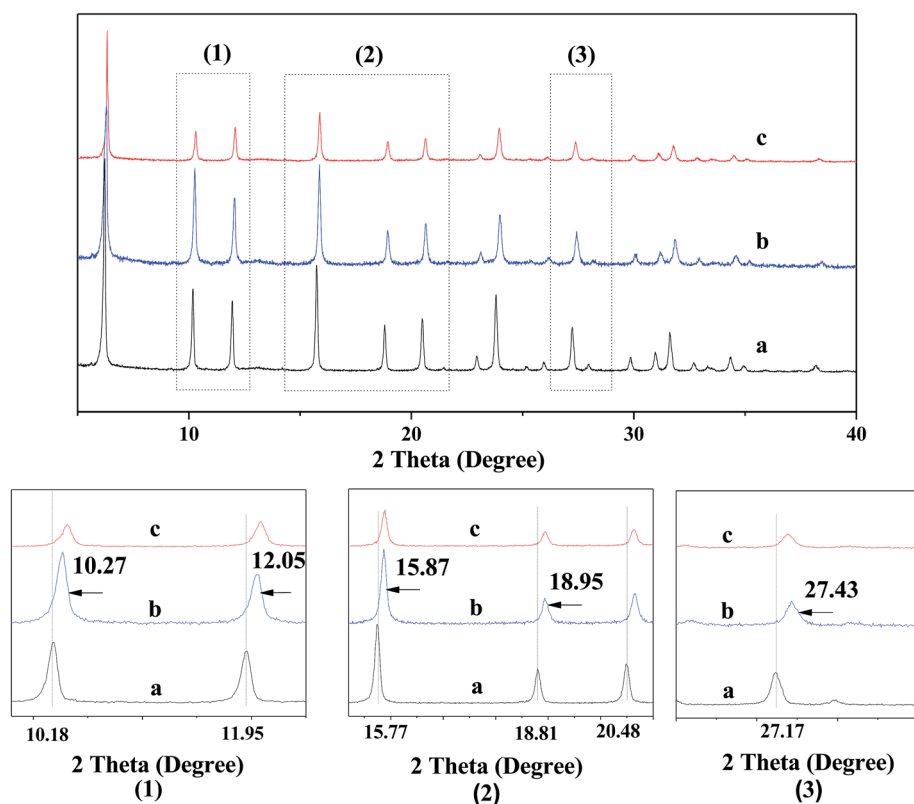 (1) (2) (3)
c
b
a
10 20 30 40
2 Theta (Degree)
c
10.27 12.05
b
a
10.18 11.95
2 Theta (Degree)
(1)
c
15.87
18.95
b
a
15.77 18.81 20.48
2 Theta (Degree)
(2)
c
27.43
b
a
27.17
2 Theta (Degree)
(3)